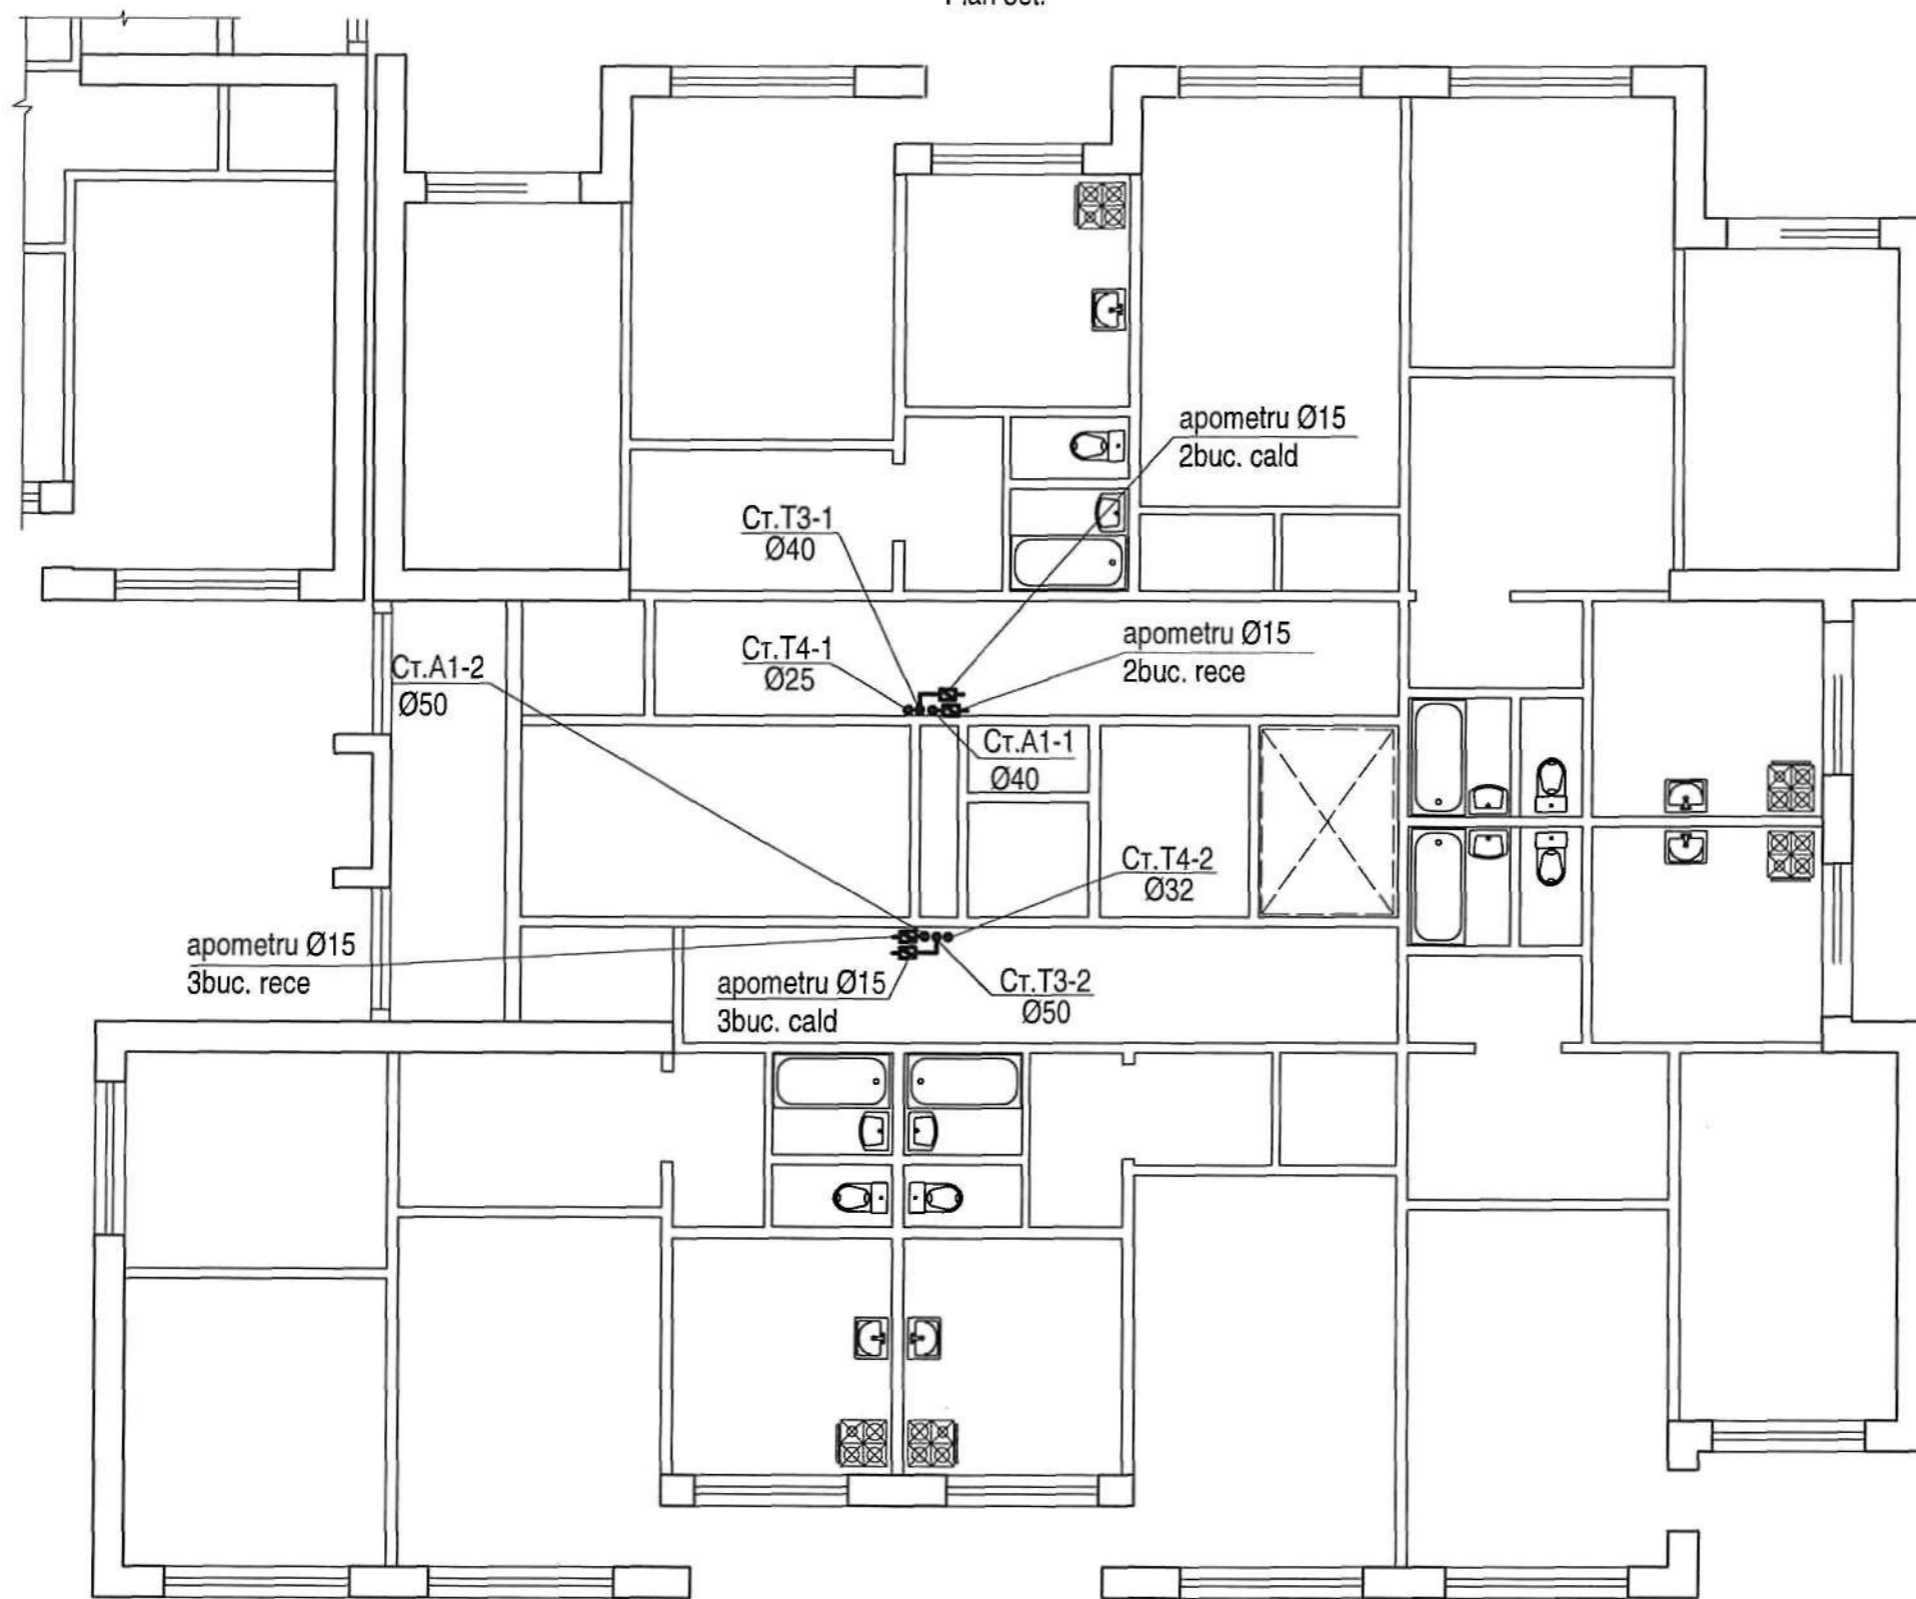 apometru Ø15
2buc. cald
Ст.Т3-1
Ø40
apometru Ø15
2buc. rece
Ст.Т4-1
Ø25
Ст.А1-2
Ø50
Ст.А1-1
Ø40
Ст.Т4-2
Ø32
apometru Ø15
3buc. rece
apometru Ø15
3buc. cald
Ст.Т3-2
Ø50